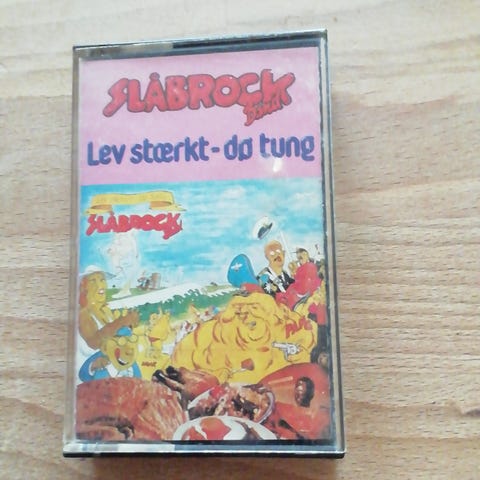 SLÅBROCK
Band
Lev stærkt - dø tung
SLÅBROCK